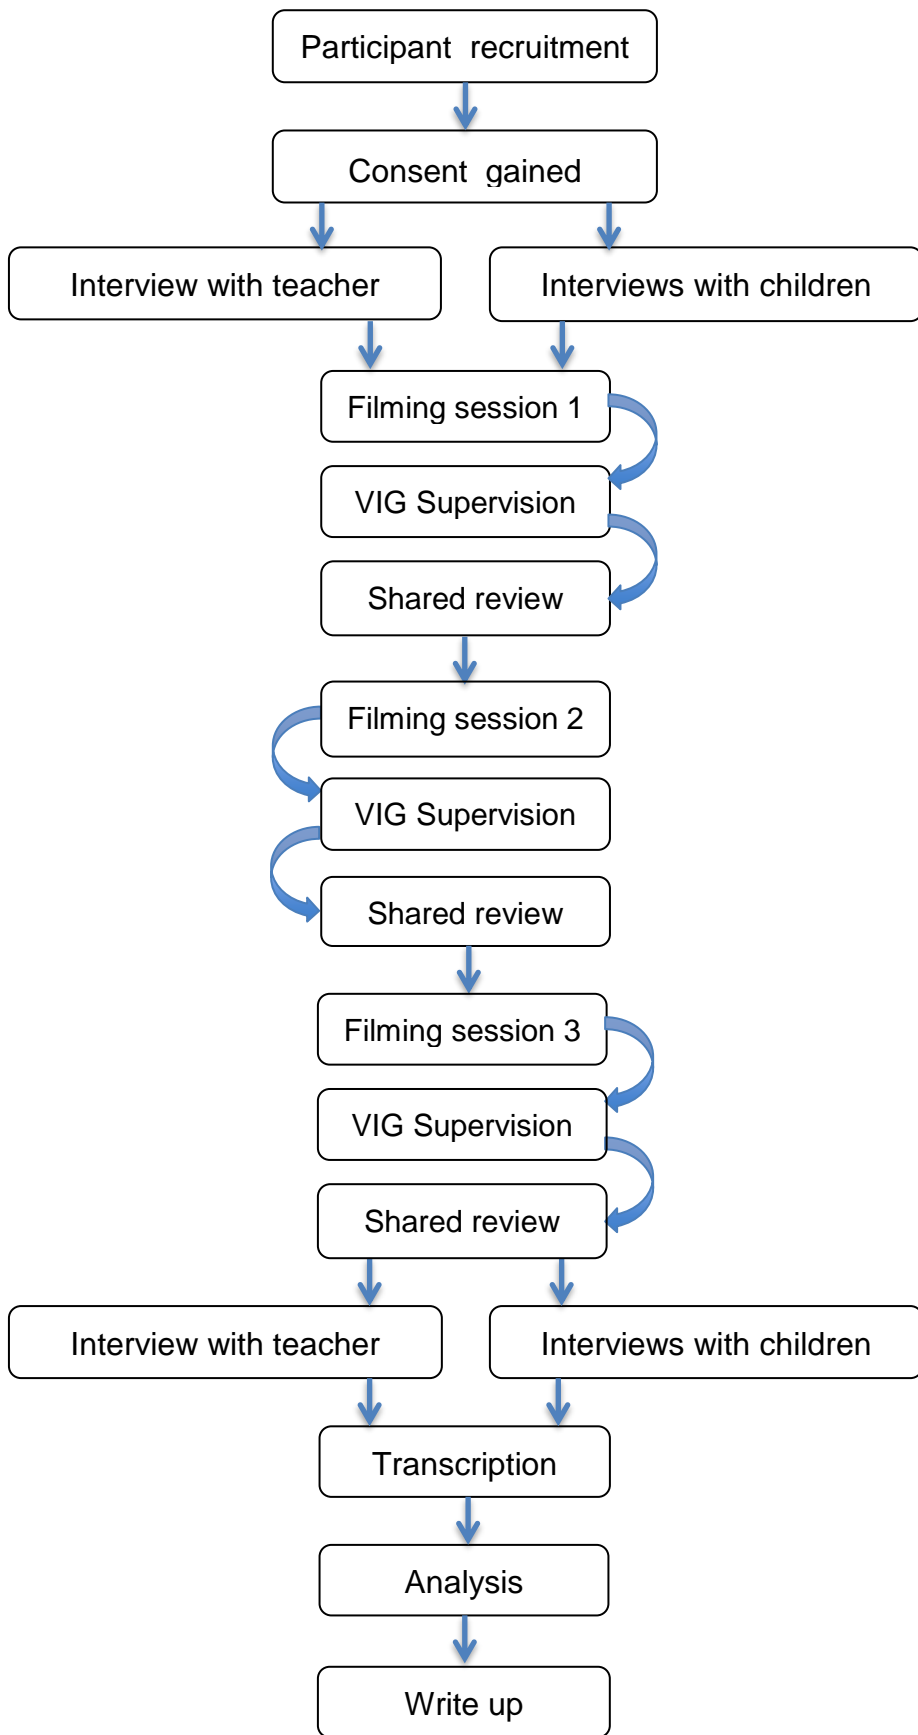 Participant recruitment
Consent gained
Interview with teacher
Interviews with children
Filming session 1
VIG Supervision
Shared review
Filming session 2
VIG Supervision
Shared review
Filming session 3
VIG Supervision
Shared review
Interview with teacher
Interviews with children
Transcription
Analysis
Write up